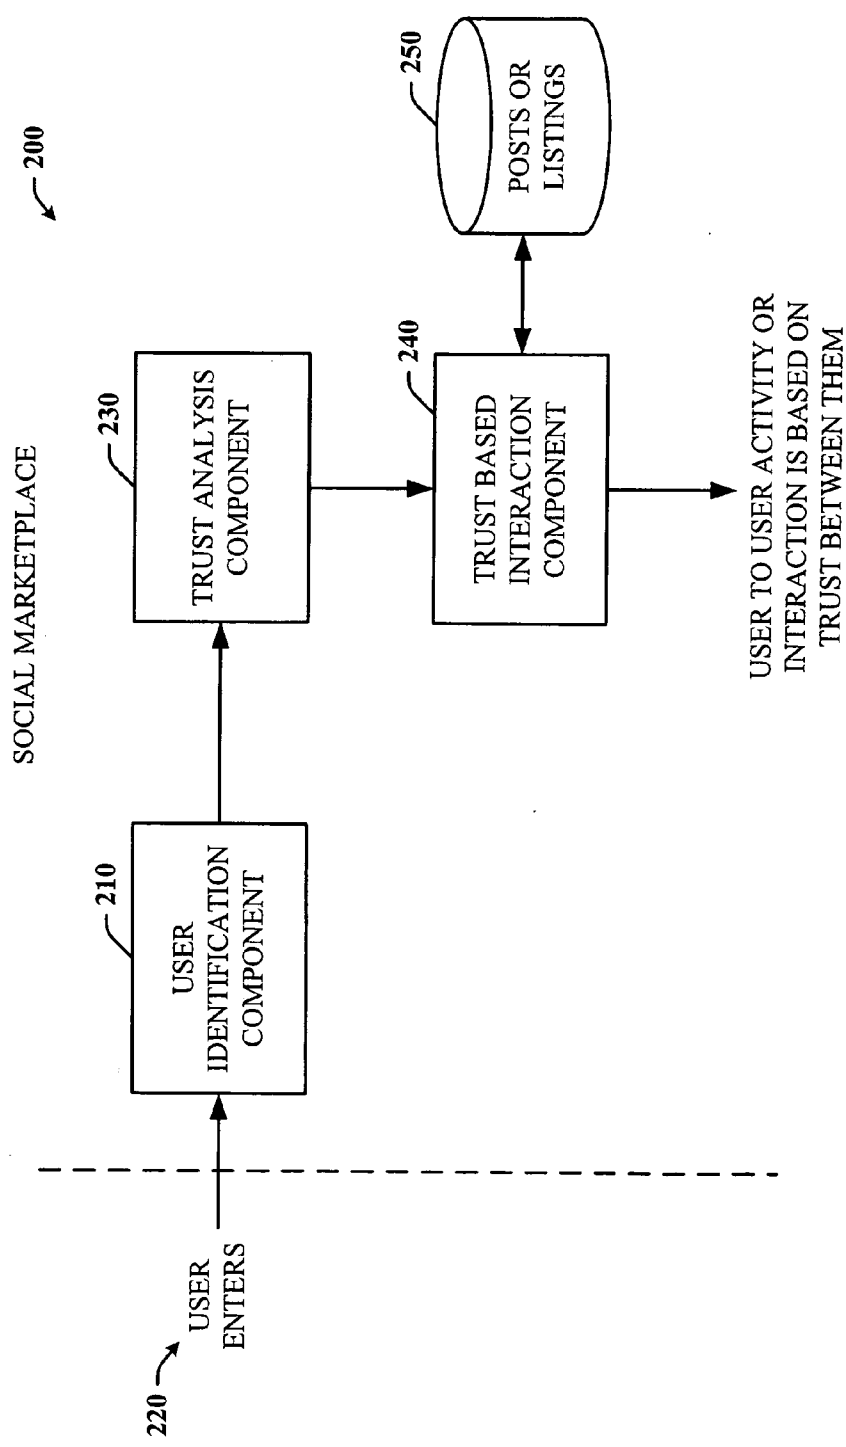 SOCIAL MARKETPLACE
200
220
USER
ENTERS
210
USER
IDENTIFICATION
COMPONENT
230
TRUST ANALYSIS
COMPONENT
240
TRUST BASED
INTERACTION
COMPONENT
250
POSTS OR
LISTINGS
USER TO USER ACTIVITY OR
INTERACTION IS BASED ON
TRUST BETWEEN THEM